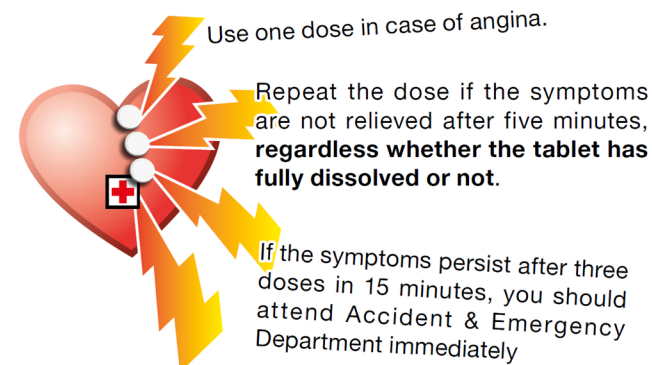 Use one dose in case of angina.
Repeat the dose if the symptoms
are not relieved after five minutes,
regardless whether the tablet has
fully dissolved or not.
If the symptoms persist after three
doses in 15 minutes, you should
attend Accident & Emergency
Department immediately